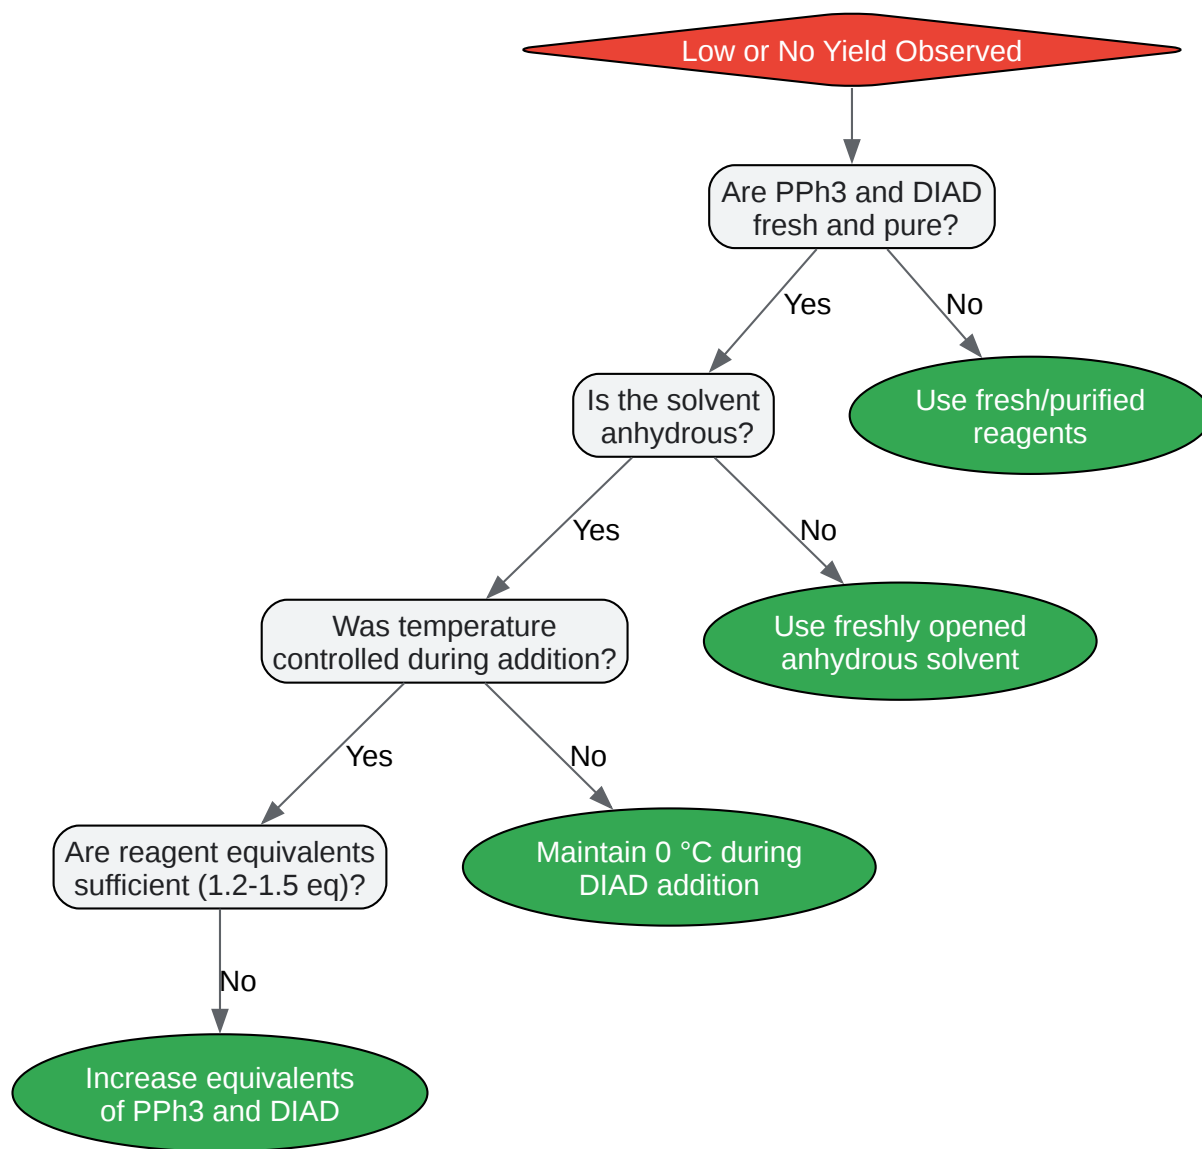 Low or No Yield Observed
Are PPh3 and DIAD
fresh and pure?
Yes
No
Is the solvent
anhydrous?
Use fresh/purified
reagents
Yes
No
Was temperature
controlled during addition?
Use freshly opened
anhydrous solvent
Yes
No
Are reagent equivalents
sufficient (1.2-1.5 eq)?
Maintain 0 °C during
DIAD addition
No
Increase equivalents
of PPh3 and DIAD